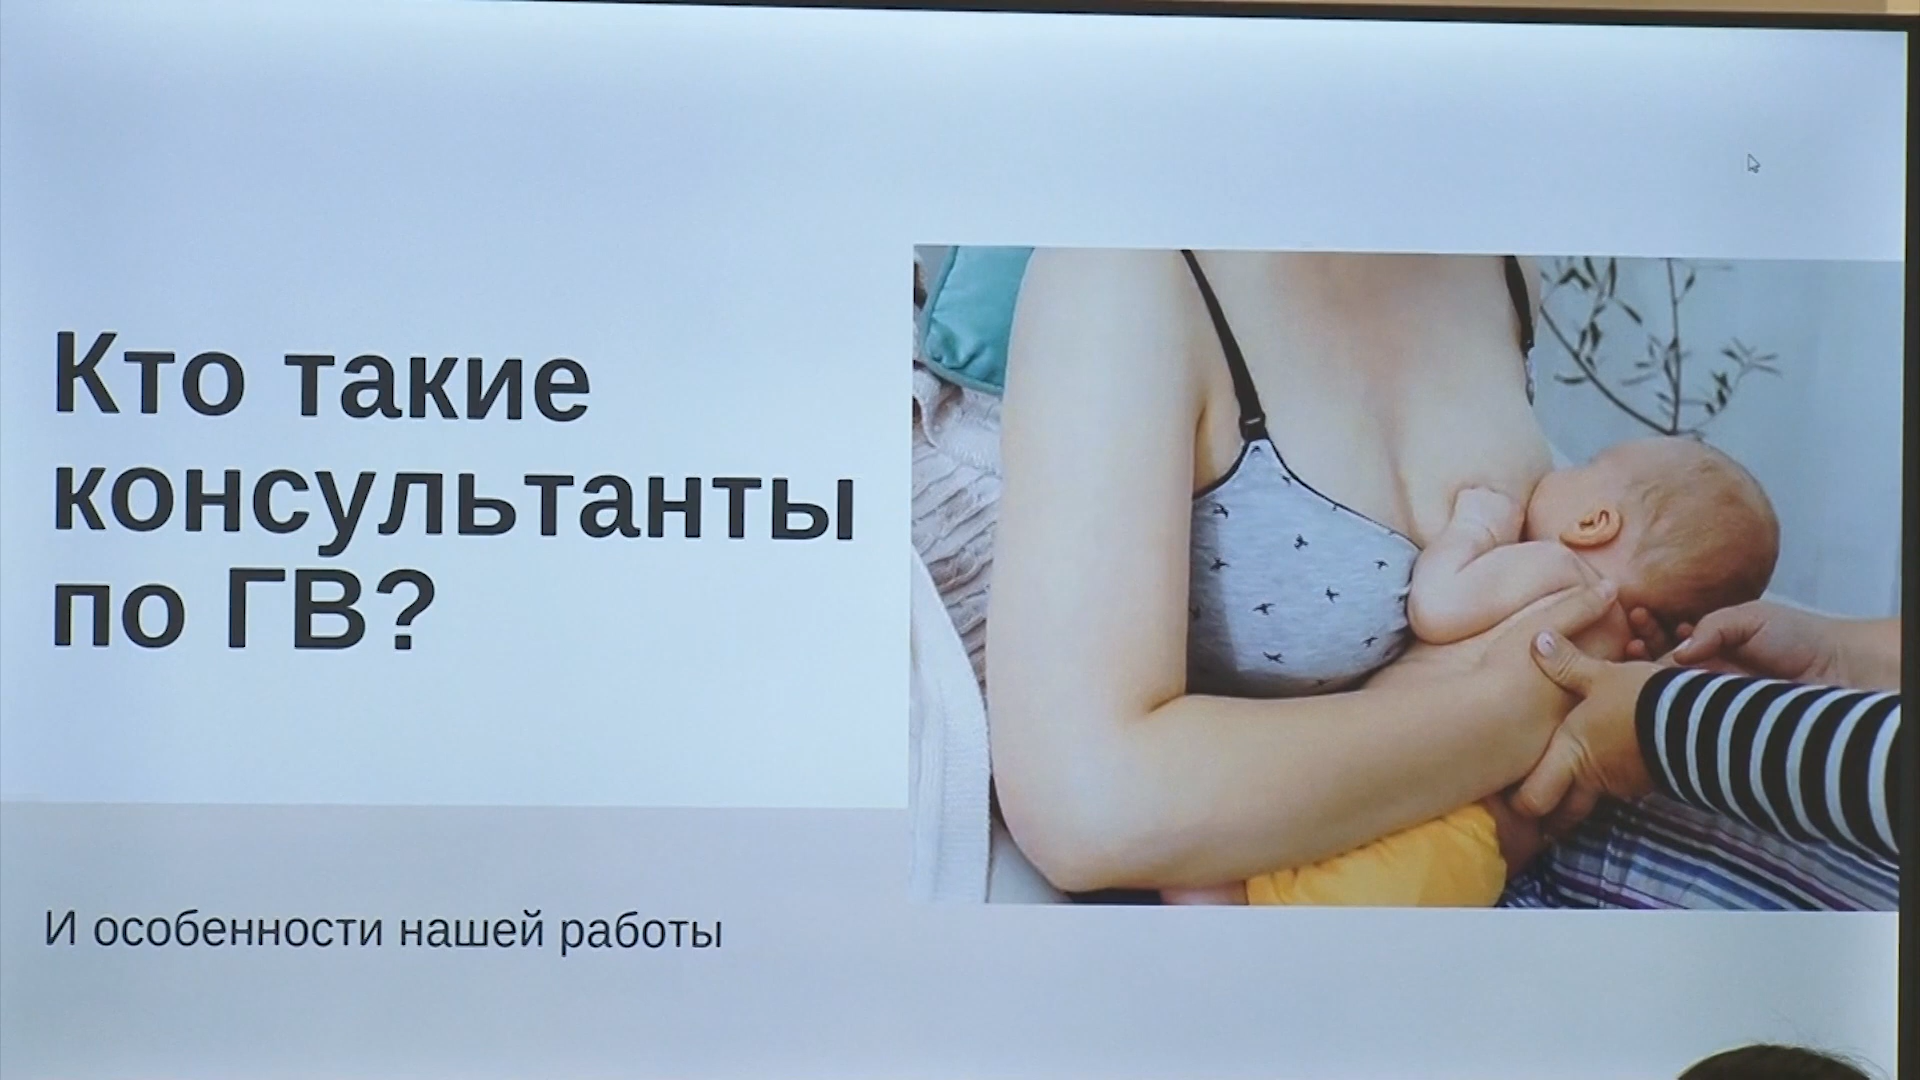 Кто такие
консультанты
по ГВ?
И особенности нашей работы